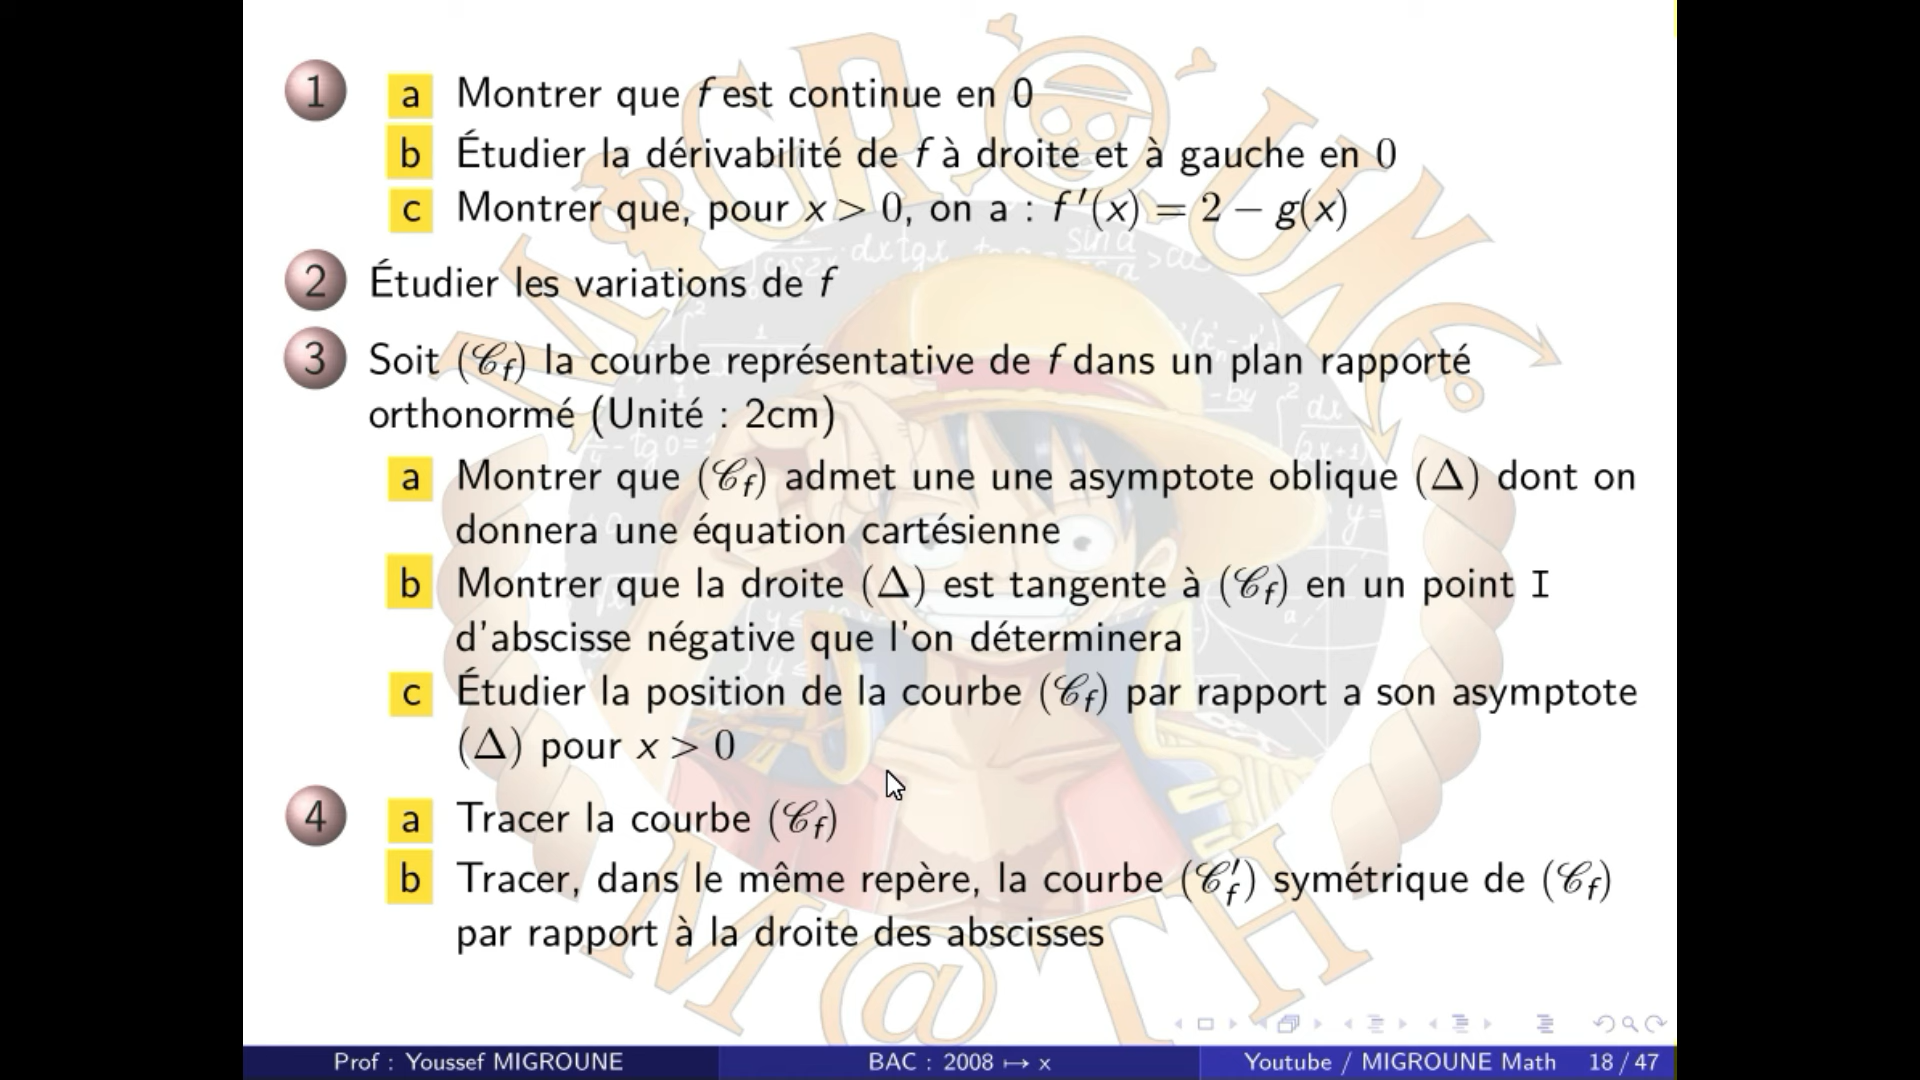 1 a Montrer que f est continue en 0
b Étudier la dérivabilité de f à droite et à gauche en 0
c Montrer que, pour x > 0, on a : f′(x) = 2 − g(x)
2 Étudier les variations de f
3 Soit (𝒞f) la courbe représentative de f dans un plan rapporté
orthonormé (Unité : 2cm)
a Montrer que (𝒞f) admet une une asymptote oblique (Δ) dont on
donnera une équation cartésienne
b Montrer que la droite (Δ) est tangente à (𝒞f) en un point I
d'abscisse négative que l'on déterminera
c Étudier la position de la courbe (𝒞f) par rapport a son asymptote
(Δ) pour x > 0
4 a Tracer la courbe (𝒞f)
b Tracer, dans le même repère, la courbe (𝒞′f) symétrique de (𝒞f)
par rapport à la droite des abscisses
MIGROUNE
M@TH
Prof : Youssef MIGROUNE BAC : 2008 ↦ x Youtube / MIGROUNE Math 18 / 47